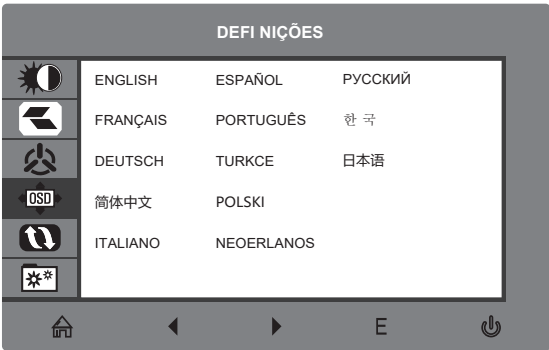 DEFI NIÇÕES
ENGLISH ESPAÑOL РУССКИЙ
FRANÇAIS PORTUGUÊS 한 국
DEUTSCH TURKCE 日本语
简体中文 POLSKI
ITALIANO NEOERLANOS
OSD
E